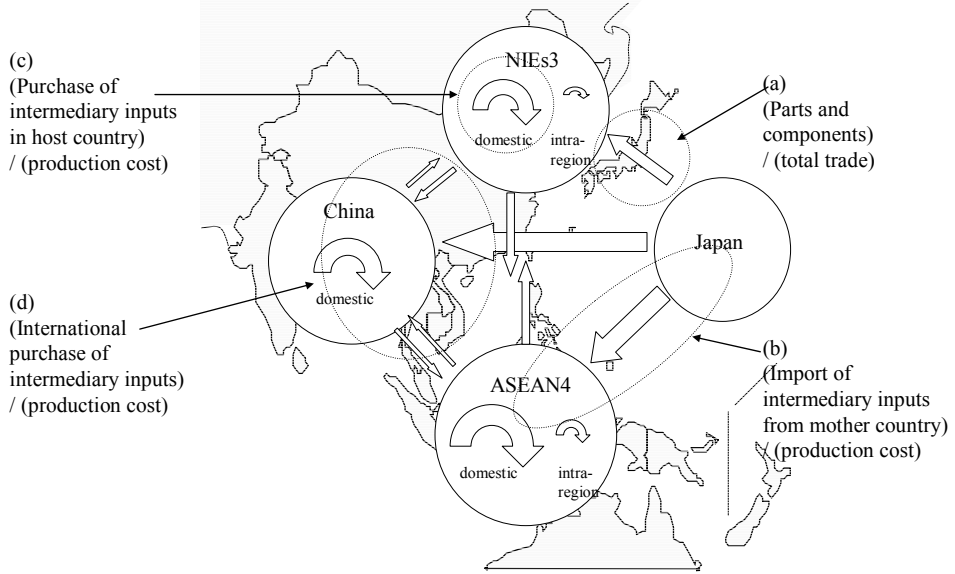 (c)
(Purchase of
intermediary inputs
in host country)
/ (production cost)
NIEs3
domestic
intra-
region
(a)
(Parts and
components)
/ (total trade)
China
domestic
Japan
(d)
(International
purchase of
intermediary inputs)
/ (production cost)
ASEAN4
domestic
intra-
region
(b)
(Import of
intermediary inputs
from mother country)
/ (production cost)